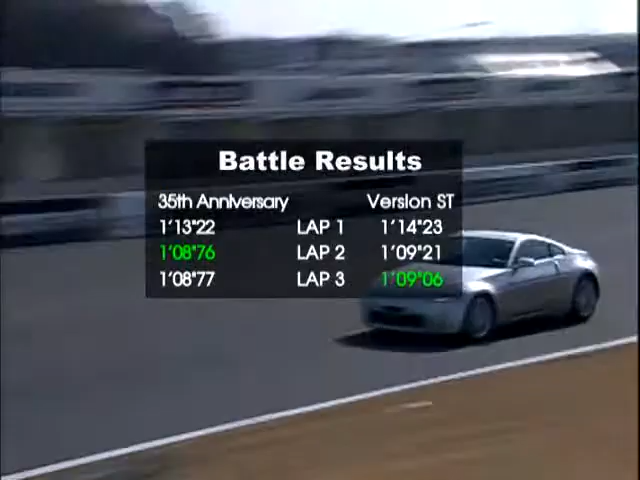 Battle Results
35th Anniversary Version ST
1'13"22 LAP 1 1'14"23
1'08"76 LAP 2 1'09"21
1'08"77 LAP 3 1'09"06